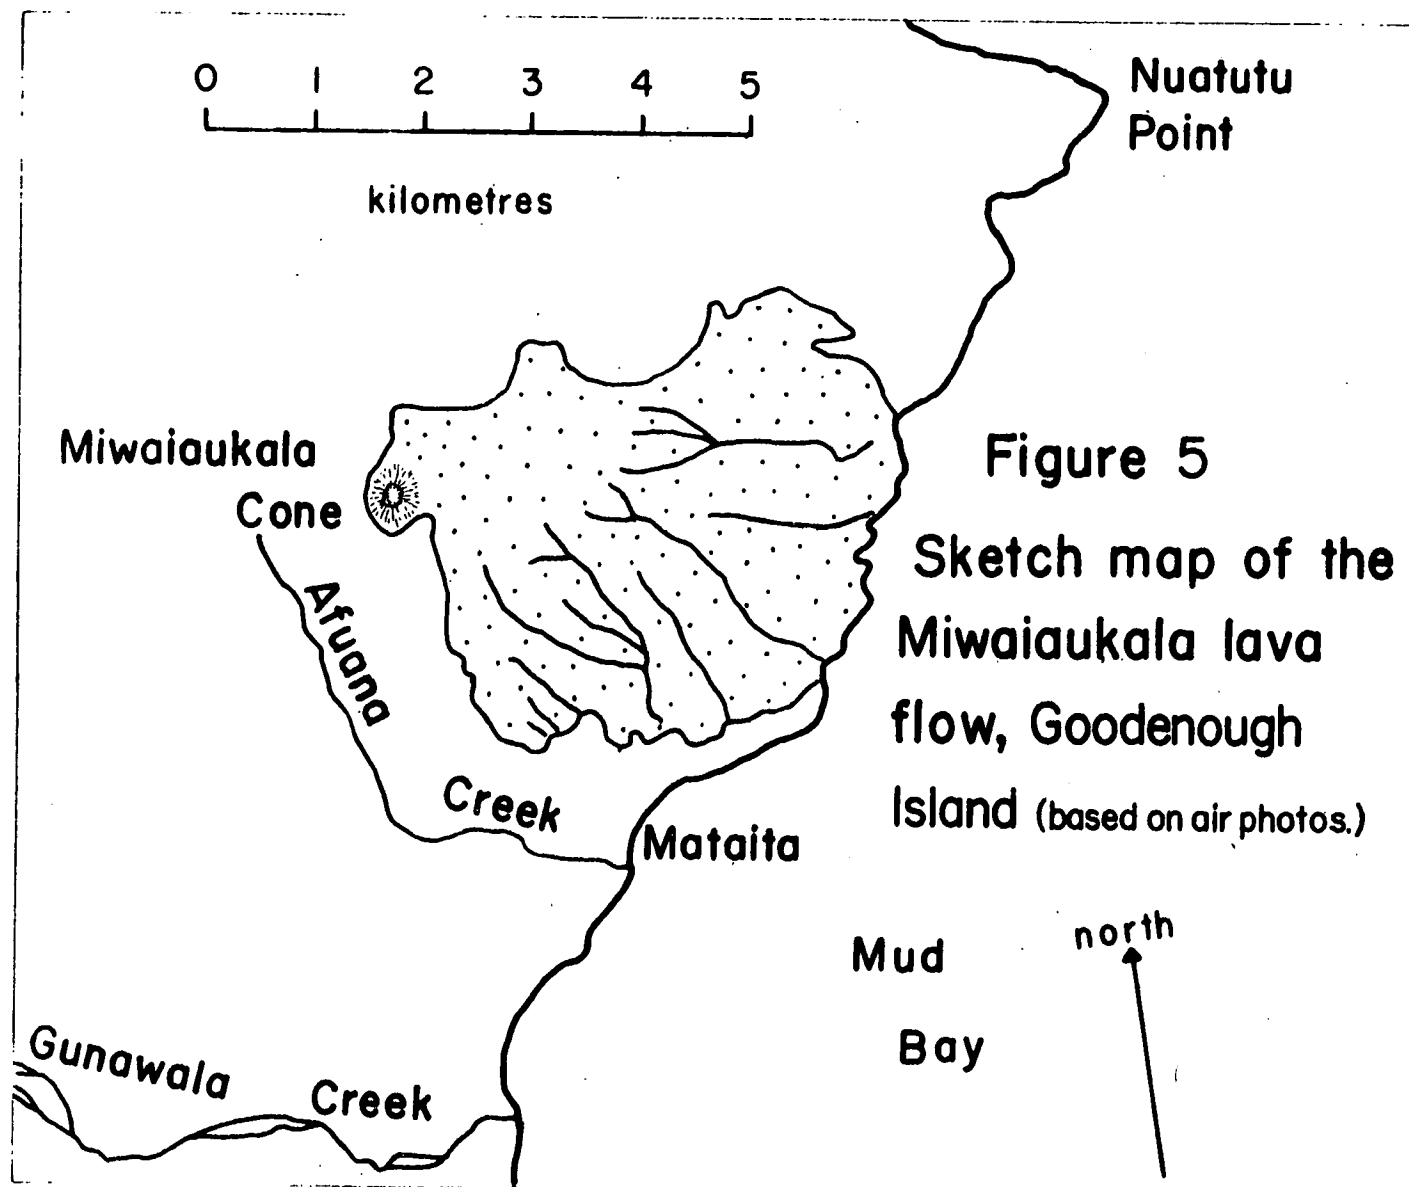 0 1 2 3 4 5
kilometres
Nuatutu
Point
Miwaiaukala
Cone
Afuana
Creek
Mataita
Figure 5
Sketch map of the
Miwaiaukala lava
flow, Goodenough
Island (based on air photos.)
north
Mud
Bay
Gunawala
Creek